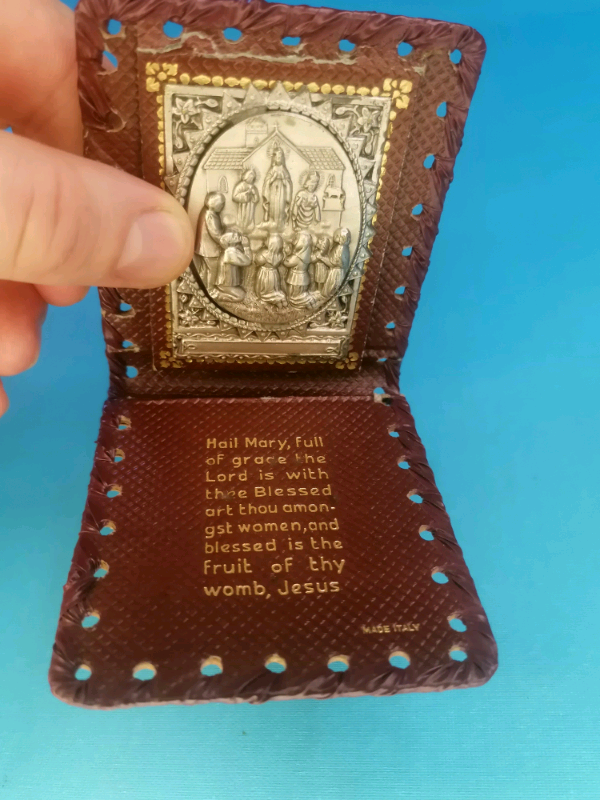 Hail Mary, full
of grace the
Lord is with
thee Blessed
art thou amon-
gst women, and
blessed is the
fruit of thy
womb, Jesus
MADE ITALY